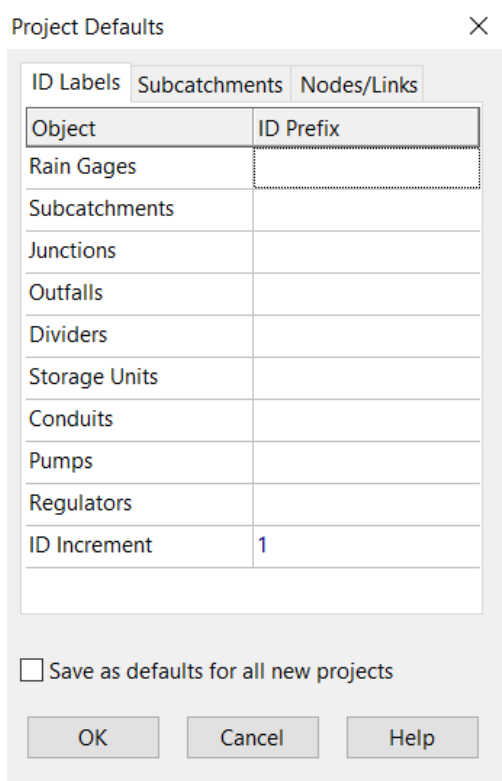 Project Defaults
ID Labels Subcatchments Nodes/Links
Object ID Prefix
Rain Gages
Subcatchments
Junctions
Outfalls
Dividers
Storage Units
Conduits
Pumps
Regulators
ID Increment 1
Save as defaults for all new projects
OK Cancel Help